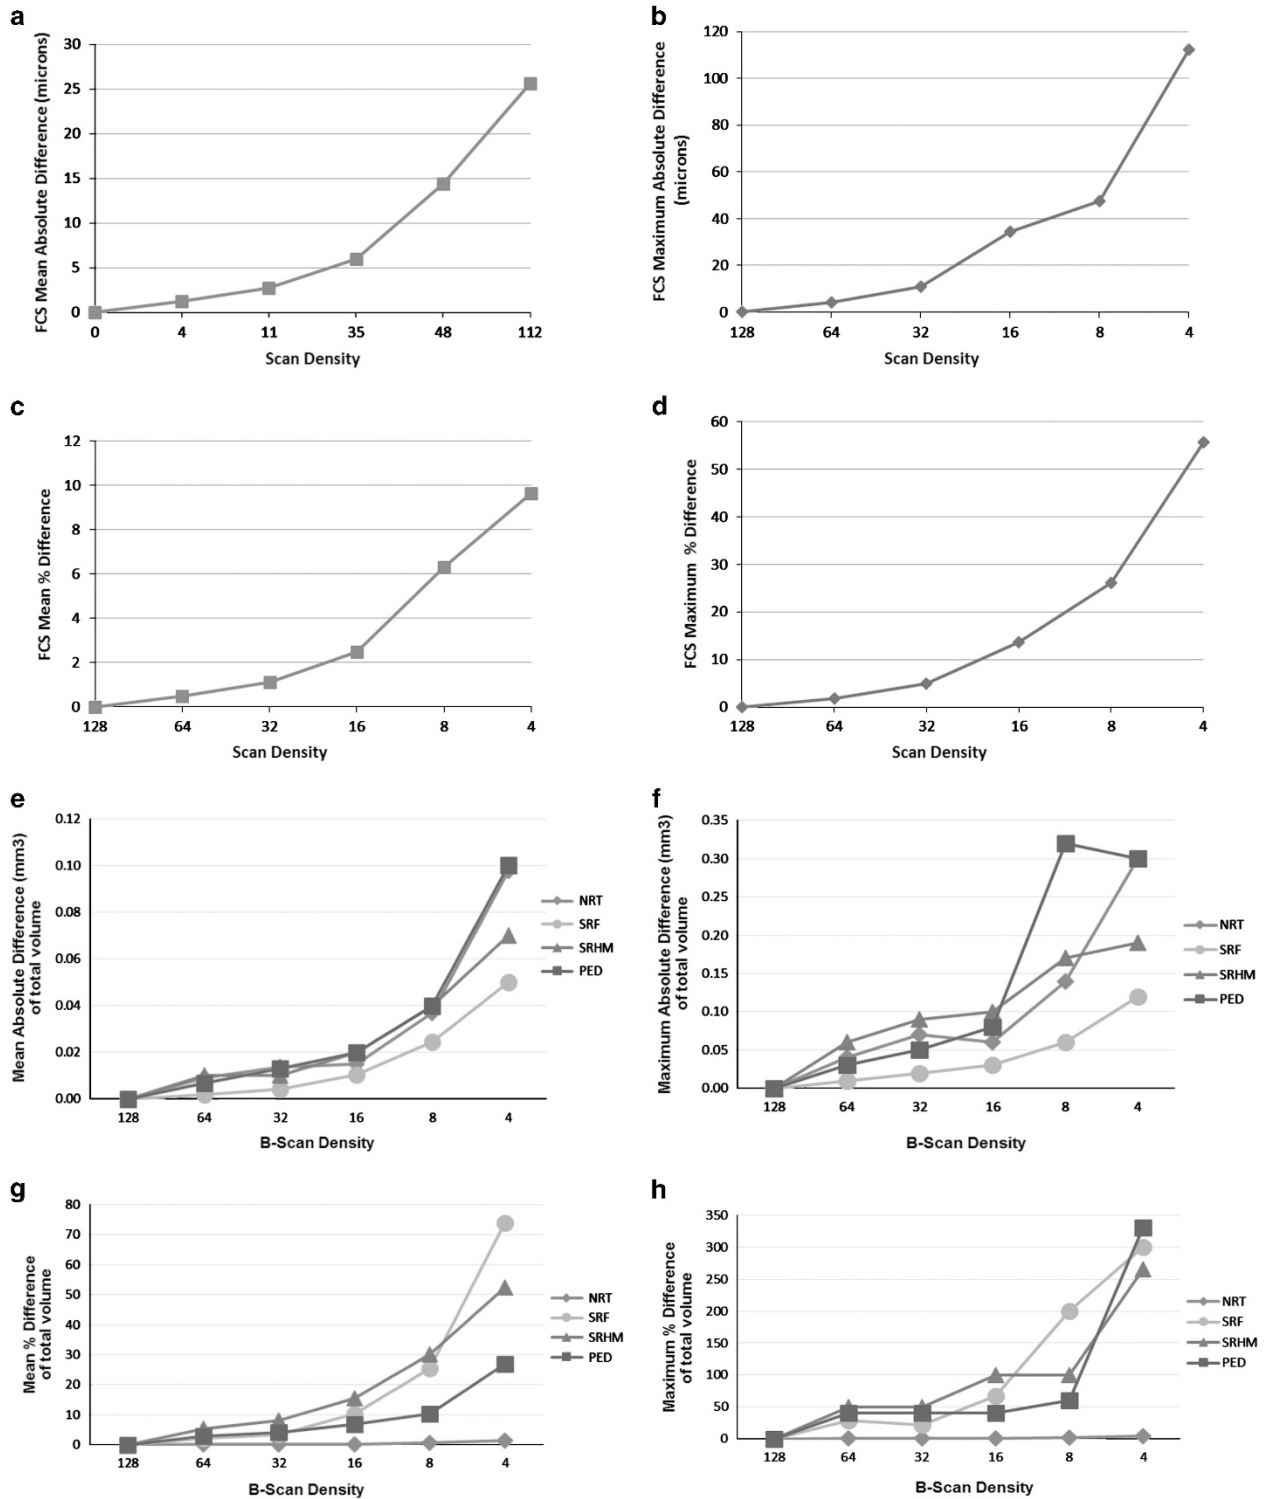 a
FCS Mean Absolute Difference (microns)
30
25
20
15
10
5
0
0 4 11 35 48 112
Scan Density
b
FCS Maximum Absolute Difference
(microns)
120
100
80
60
40
20
0
128 64 32 16 8 4
Scan Density
c
FCS Mean % Difference
12
10
8
6
4
2
0
128 64 32 16 8 4
Scan Density
d
FCS Maximum % Difference
60
50
40
30
20
10
0
128 64 32 16 8 4
Scan Density
e
Mean Absolute Difference (mm3)
of total volume
0.12
0.10
0.08
0.06
0.04
0.02
0.00
128 64 32 16 8 4
B-Scan Density
NRT
SRF
SRHM
PED
f
Maximum Absolute Difference (mm3)
of total volume
0.35
0.30
0.25
0.20
0.15
0.10
0.05
0.00
128 64 32 16 8 4
B-Scan Density
NRT
SRF
SRHM
PED
g
Mean % Difference
of total volume
80
70
60
50
40
30
20
10
0
128 64 32 16 8 4
B-Scan Density
NRT
SRF
SRHM
PED
h
Maximum % Difference
of total volume
350
300
250
200
150
100
50
0
128 64 32 16 8 4
B-Scan Density
NRT
SRF
SRHM
PED